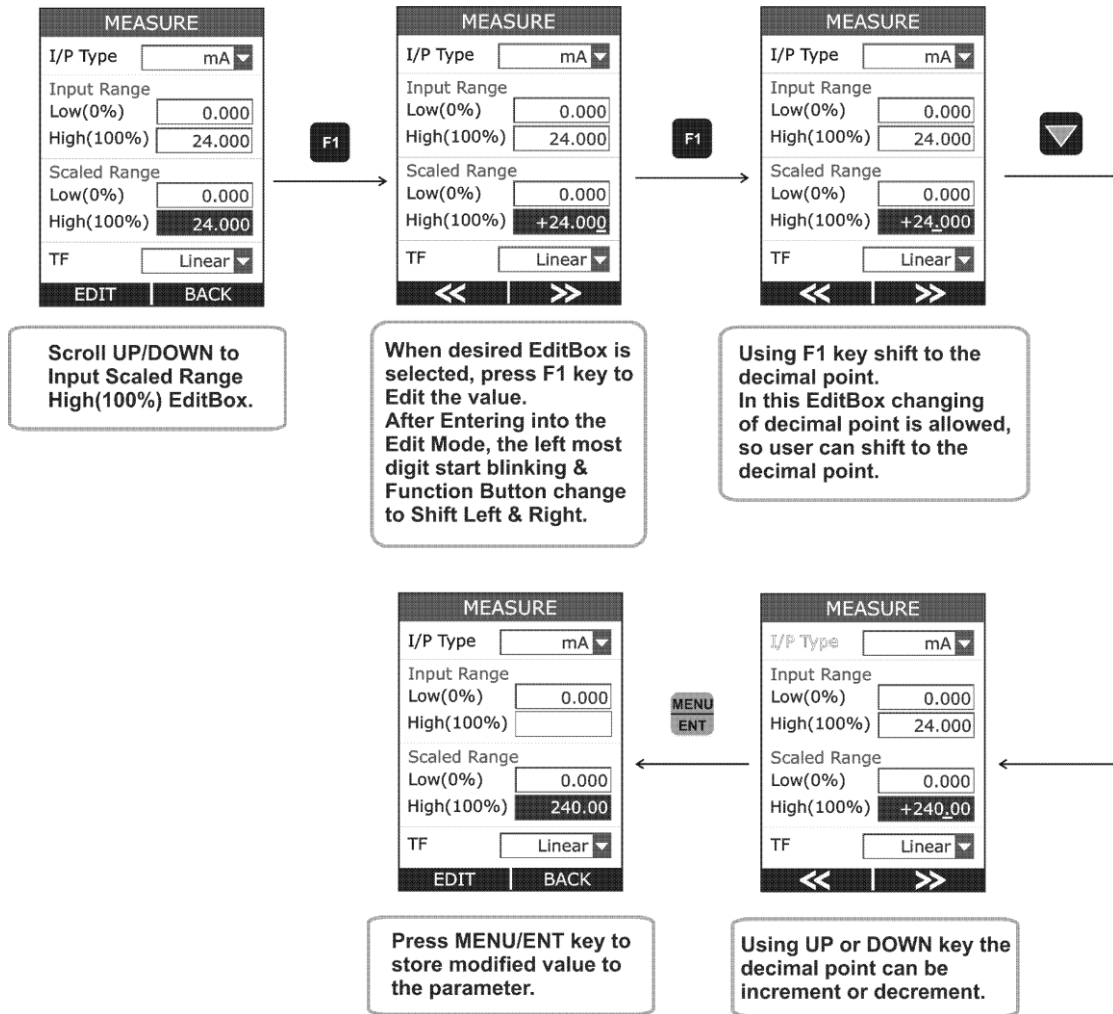 MEASURE
I/P Type mA
Input Range
Low(0%) 0.000
High(100%) 24.000
Scaled Range
Low(0%) 0.000
High(100%) 24.000
TF Linear
EDIT BACK
F1
MEASURE
I/P Type mA
Input Range
Low(0%) 0.000
High(100%) 24.000
Scaled Range
Low(0%) 0.000
High(100%) +24.000
TF Linear
<< >>
F1
MEASURE
I/P Type mA
Input Range
Low(0%) 0.000
High(100%) 24.000
Scaled Range
Low(0%) 0.000
High(100%) +24.000
TF Linear
<< >>
Scroll UP/DOWN to
Input Scaled Range
High(100%) EditBox.
When desired EditBox is
selected, press F1 key to
Edit the value.
After Entering into the
Edit Mode, the left most
digit start blinking &
Function Button change
to Shift Left & Right.
Using F1 key shift to the
decimal point.
In this EditBox changing
of decimal point is allowed,
so user can shift to the
decimal point.
MEASURE
I/P Type mA
Input Range
Low(0%) 0.000
High(100%)
Scaled Range
Low(0%) 0.000
High(100%) 240.00
TF Linear
EDIT BACK
MENU
ENT
MEASURE
I/P Type mA
Input Range
Low(0%) 0.000
High(100%) 24.000
Scaled Range
Low(0%) 0.000
High(100%) +240.00
TF Linear
<< >>
Press MENU/ENT key to
store modified value to
the parameter.
Using UP or DOWN key the
decimal point can be
increment or decrement.